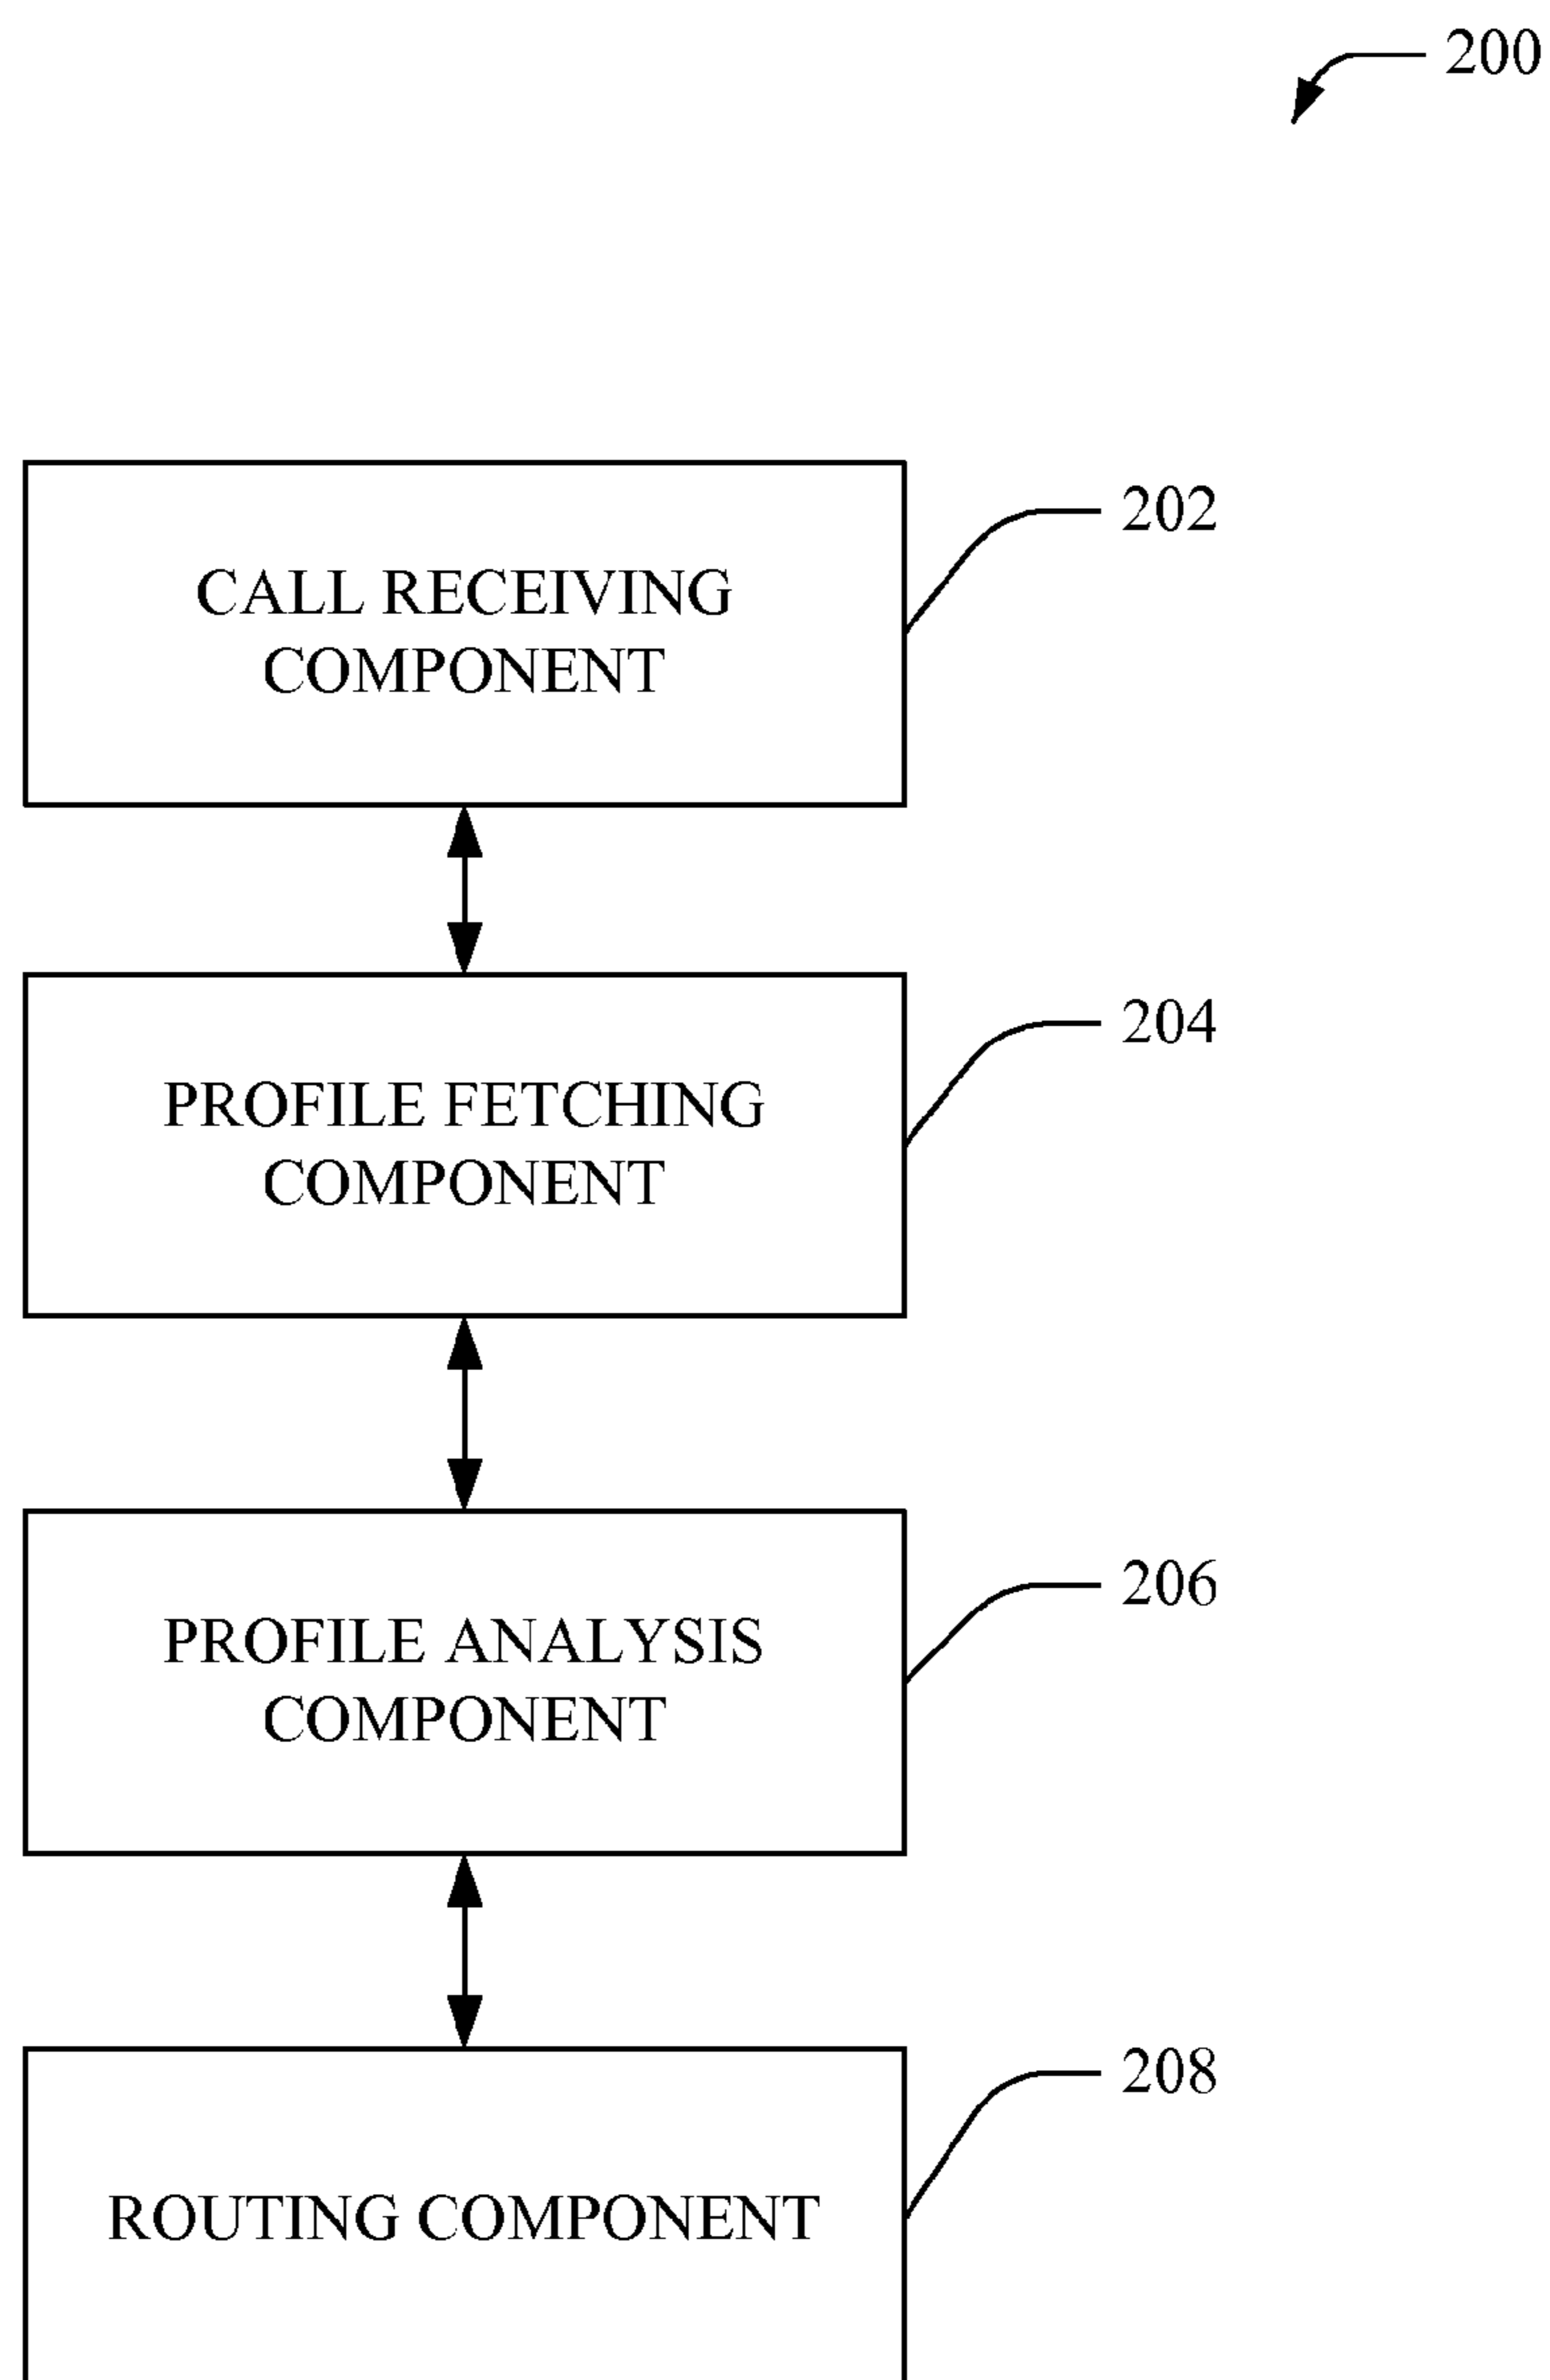 200
202
CALL RECEIVING
COMPONENT
204
PROFILE FETCHING
COMPONENT
206
PROFILE ANALYSIS
COMPONENT
208
ROUTING COMPONENT